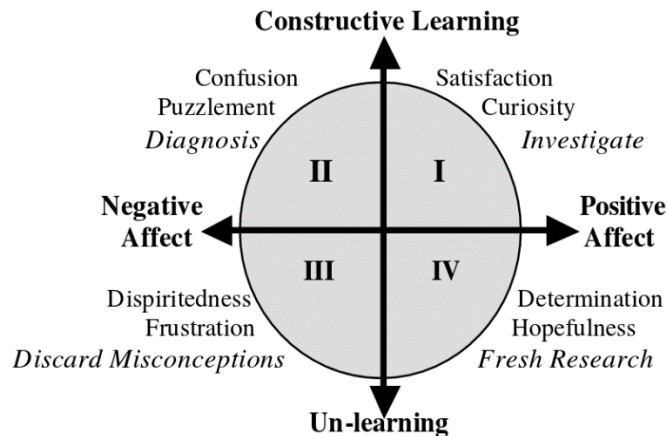 Constructive Learning
Confusion
Puzzlement
Diagnosis
Satisfaction
Curiosity
Investigate
II
I
Negative
Affect
Positive
Affect
III
IV
Dispiritedness
Frustration
Discard Misconceptions
Determination
Hopefulness
Fresh Research
Un-learning